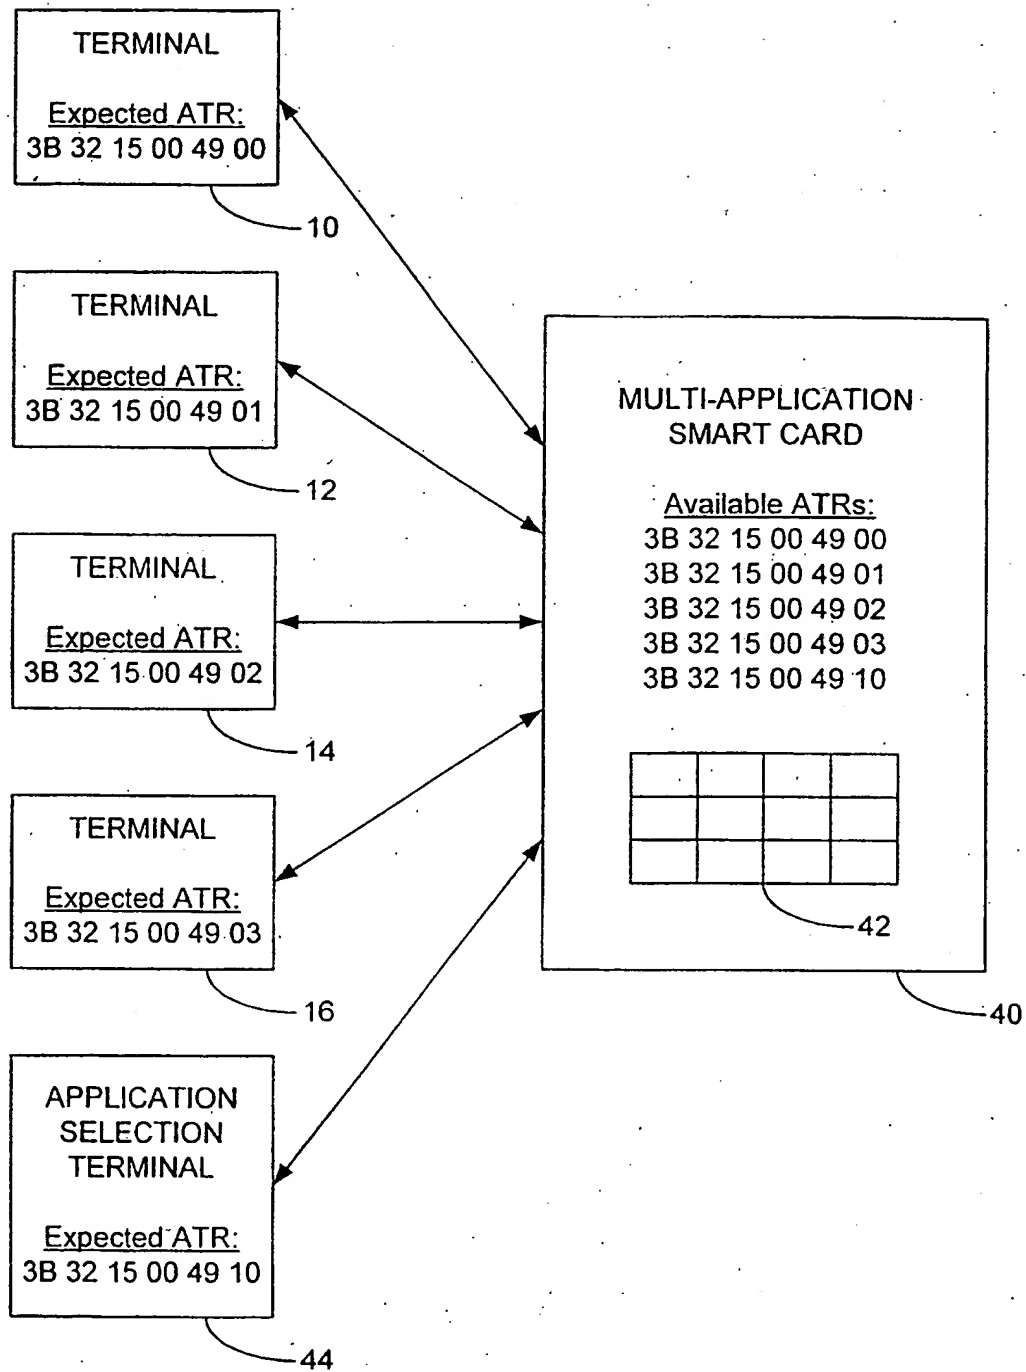 TERMINAL
Expected ATR:
3B 32 15 00 49 00
10
TERMINAL
Expected ATR:
3B 32 15 00 49 01
12
TERMINAL
Expected ATR:
3B 32 15 00 49 02
14
TERMINAL
Expected ATR:
3B 32 15 00 49 03
16
APPLICATION
SELECTION
TERMINAL
Expected ATR:
3B 32 15 00 49 10
44
MULTI-APPLICATION
SMART CARD
Available ATRs:
3B 32 15 00 49 00
3B 32 15 00 49 01
3B 32 15 00 49 02
3B 32 15 00 49 03
3B 32 15 00 49 10
42
40